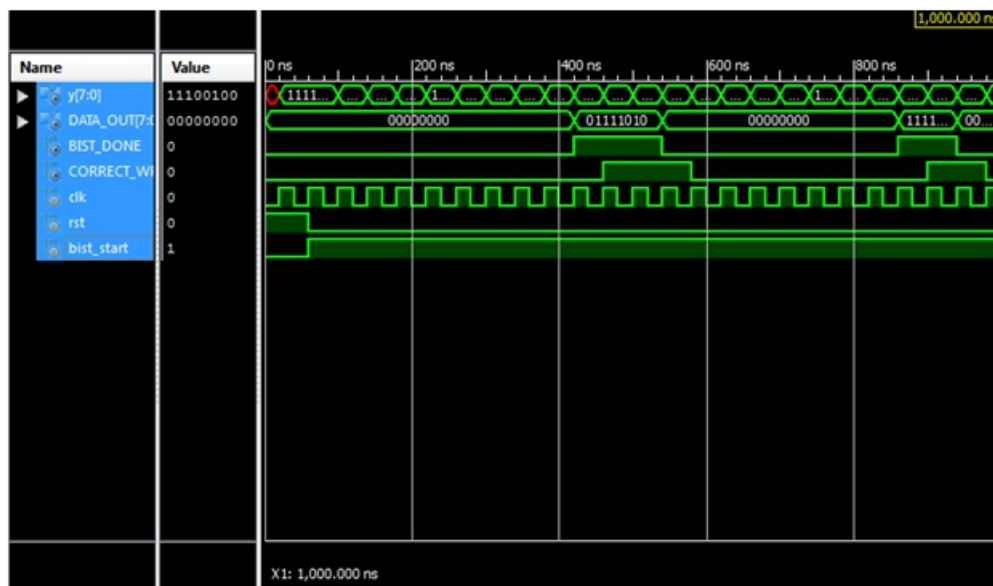 1,000.000 n
Name Value
0 ns 200 ns 400 ns 600 ns 800 ns
y[7:0] 11100100 1111... ... ... ... 1... ... ... ... ... ... ... ... ... ... ... ... ... 1... ... ... ... ... ...
DATA_OUT[7:0 00000000 00000000 01111010 00000000 1111... 00...
BIST_DONE 0
CORRECT_WF 0
clk 0
rst 0
bist_start 1
X1: 1,000.000 ns